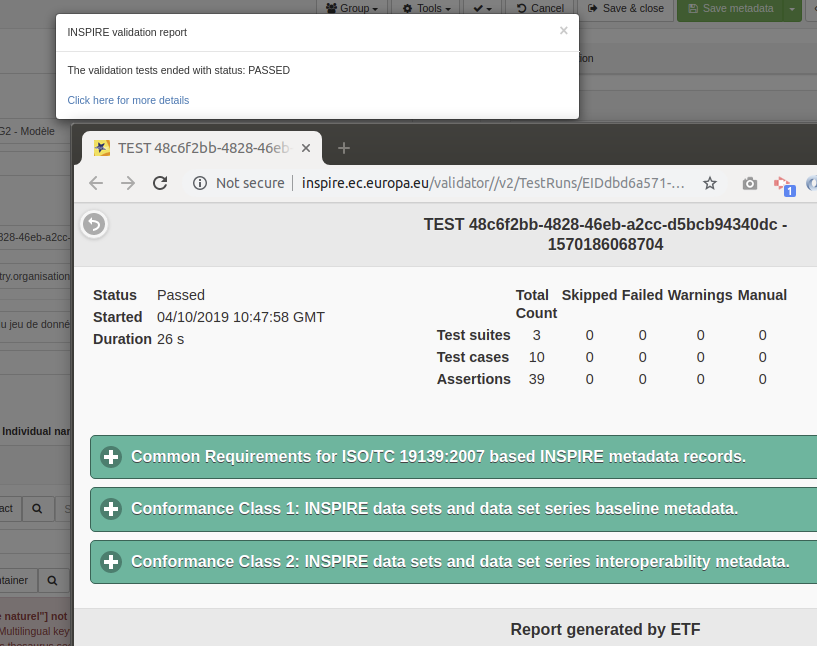 Group
Tools
Cancel
Save & close
Save metadata
INSPIRE validation report
×
The validation tests ended with status: PASSED
Click here for more details
G2 - Modèle
TEST 48c6f2bb-4828-46eb-
Not secure
inspire.ec.europa.eu/validator//v2/TestRuns/EIDdbd6a571-...
1
TEST 48c6f2bb-4828-46eb-a2cc-d5bcb94340dc -
1570186068704
828-46eb-a2cc-
try.organisation
u jeu de donné
Status Passed
Started 04/10/2019 10:47:58 GMT
Duration 26 s
Total Count Skipped Failed Warnings Manual
Test suites 3 0 0 0 0
Test cases 10 0 0 0 0
Assertions 39 0 0 0 0
Individual nar
Common Requirements for ISO/TC 19139:2007 based INSPIRE metadata records.
Conformance Class 1: INSPIRE data sets and data set series baseline metadata.
Conformance Class 2: INSPIRE data sets and data set series interoperability metadata.
act
ntainer
e naturel"] not
Multilingual key
Report generated by ETF